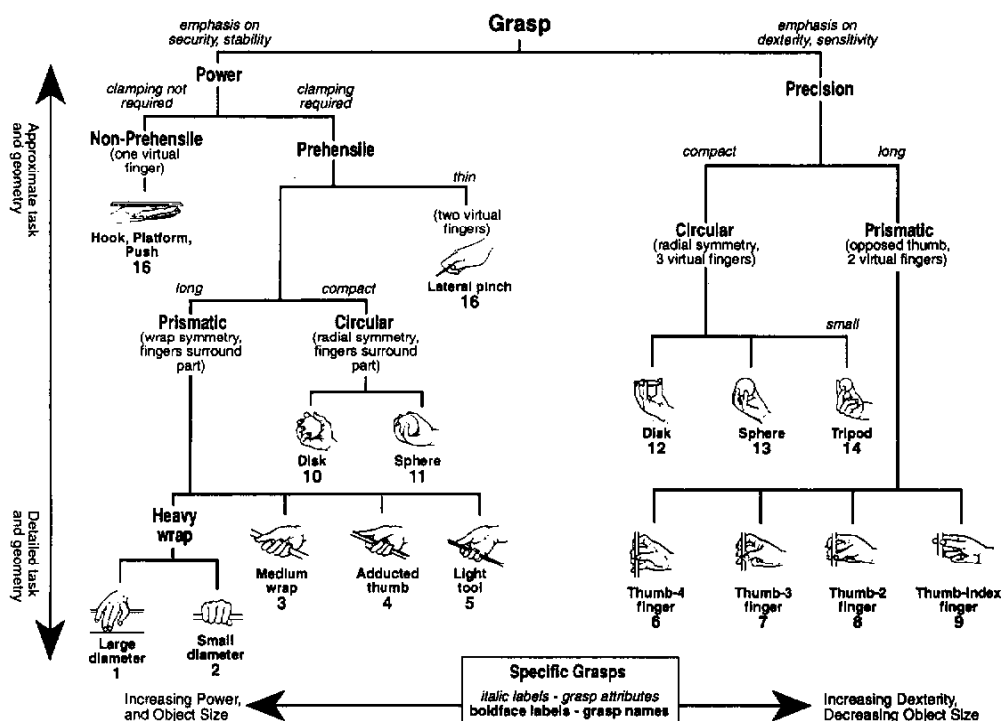 Grasp
emphasis on
security, stability
emphasis on
dexterity, sensitivity
Power
clamping not
required
clamping
required
Precision
Non-Prehensile
(one virtual
finger)
Prehensile
Approximate task
and geometry
Hook, Platform,
Push
16
thin
(two virtual
fingers)
Lateral pinch
16
compact
long
Circular
(radial symmetry,
3 virtual fingers)
Prismatic
(opposed thumb,
2 virtual fingers)
long
compact
Prismatic
(wrap symmetry,
fingers surround
part)
Circular
(radial symmetry,
fingers surround
part)
small
Disk
10
Sphere
11
Disk
12
Sphere
13
Tripod
14
Detailed task
and geometry
Heavy
wrap
Medium
wrap
3
Adducted
thumb
4
Light
tool
5
Thumb-4
finger
6
Thumb-3
finger
7
Thumb-2
finger
8
Thumb-index
finger
9
Large
diameter
1
Small
diameter
2
Increasing Power,
and Object Size
Specific Grasps
italic labels - grasp attributes
boldface labels - grasp names
Increasing Dexterity,
Decreasing Object Size